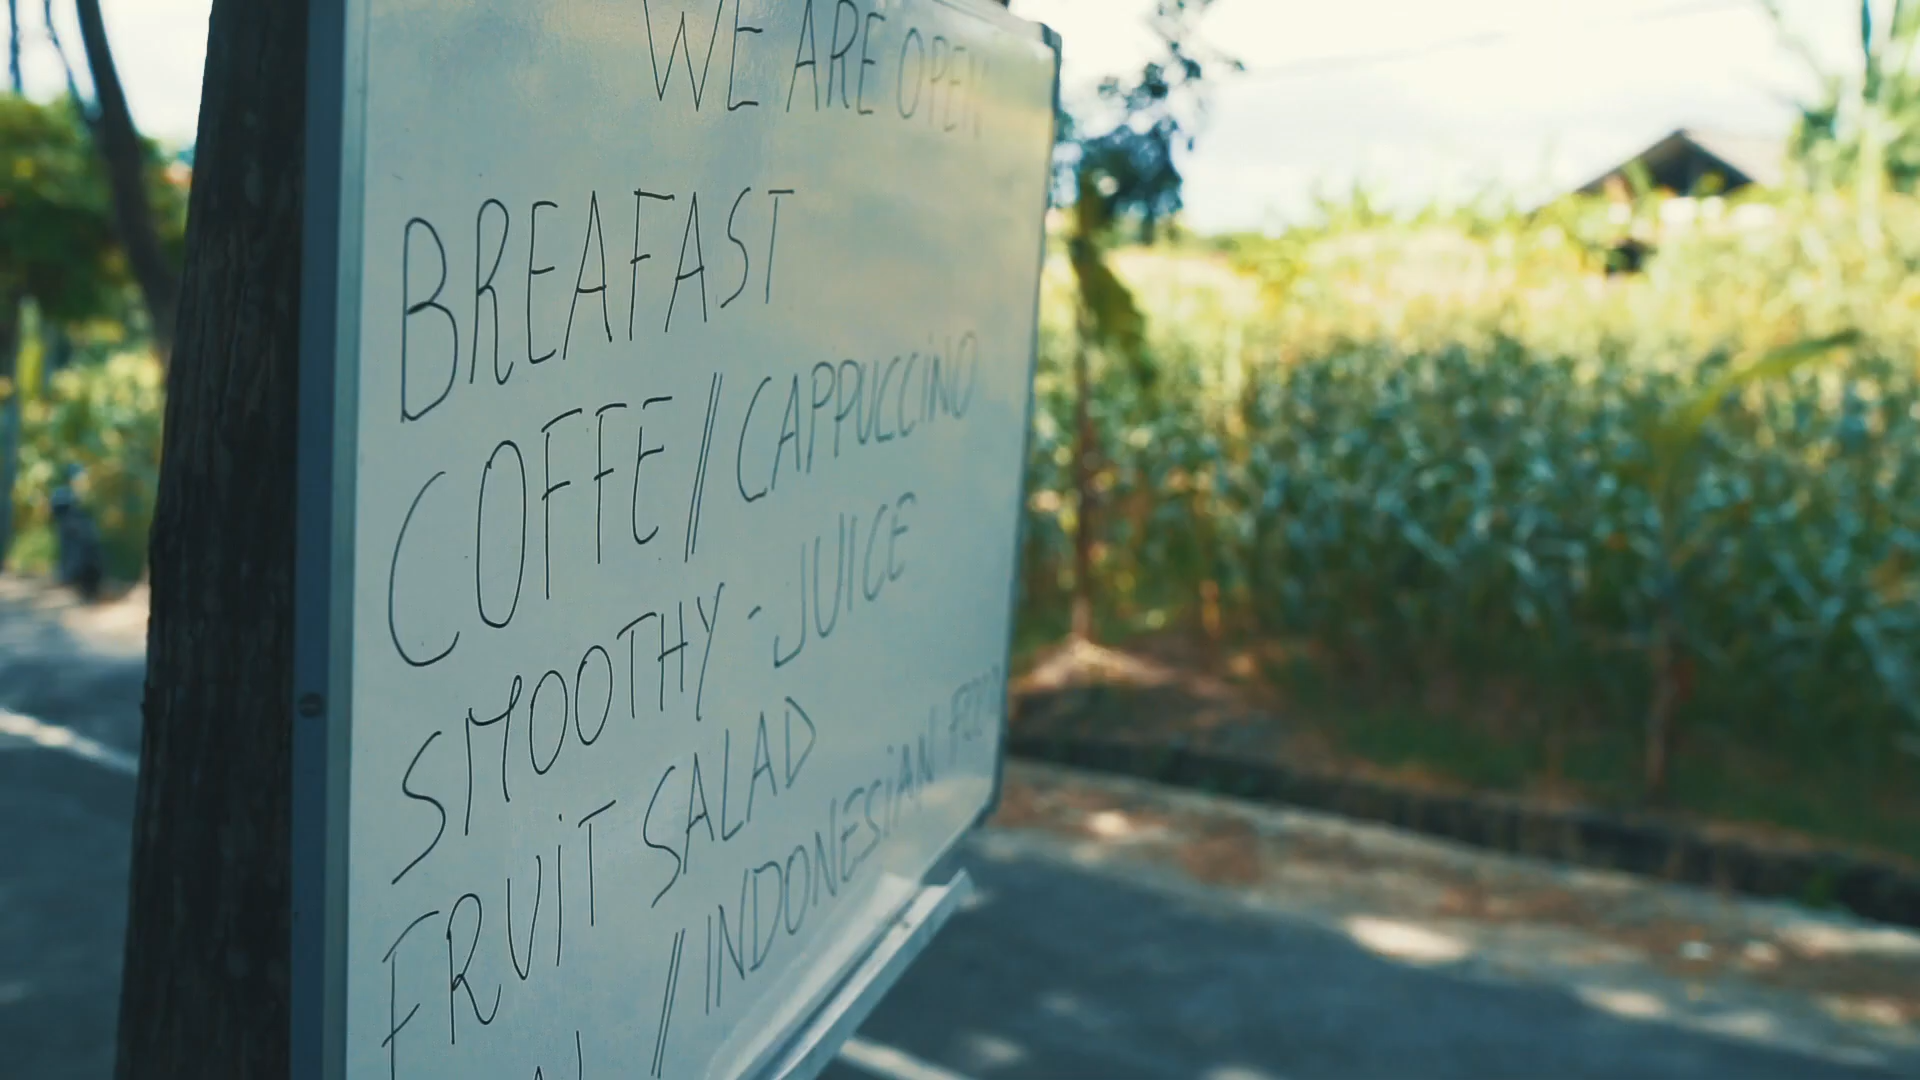 WE ARE OPEN
BREAFAST
COFFE // CAPPUCCiNO
SMOOTHY - JUICE
FRUiT SALAD
// INDONESiAN FOOD